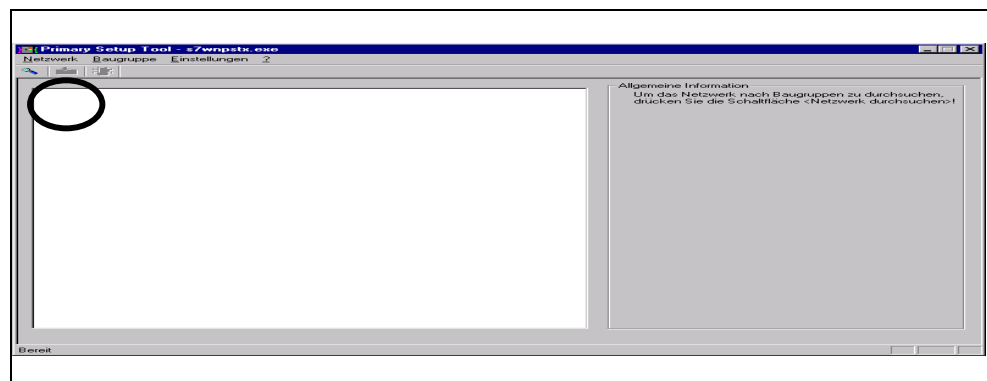 Primary Setup Tool - s7wnpstx.exe
Netzwerk Baugruppe Einstellungen ?
Allgemeine Information
Um das Netzwerk nach Baugruppen zu durchsuchen,
drücken Sie die Schaltfläche <Netzwerk durchsuchen>!
Bereit